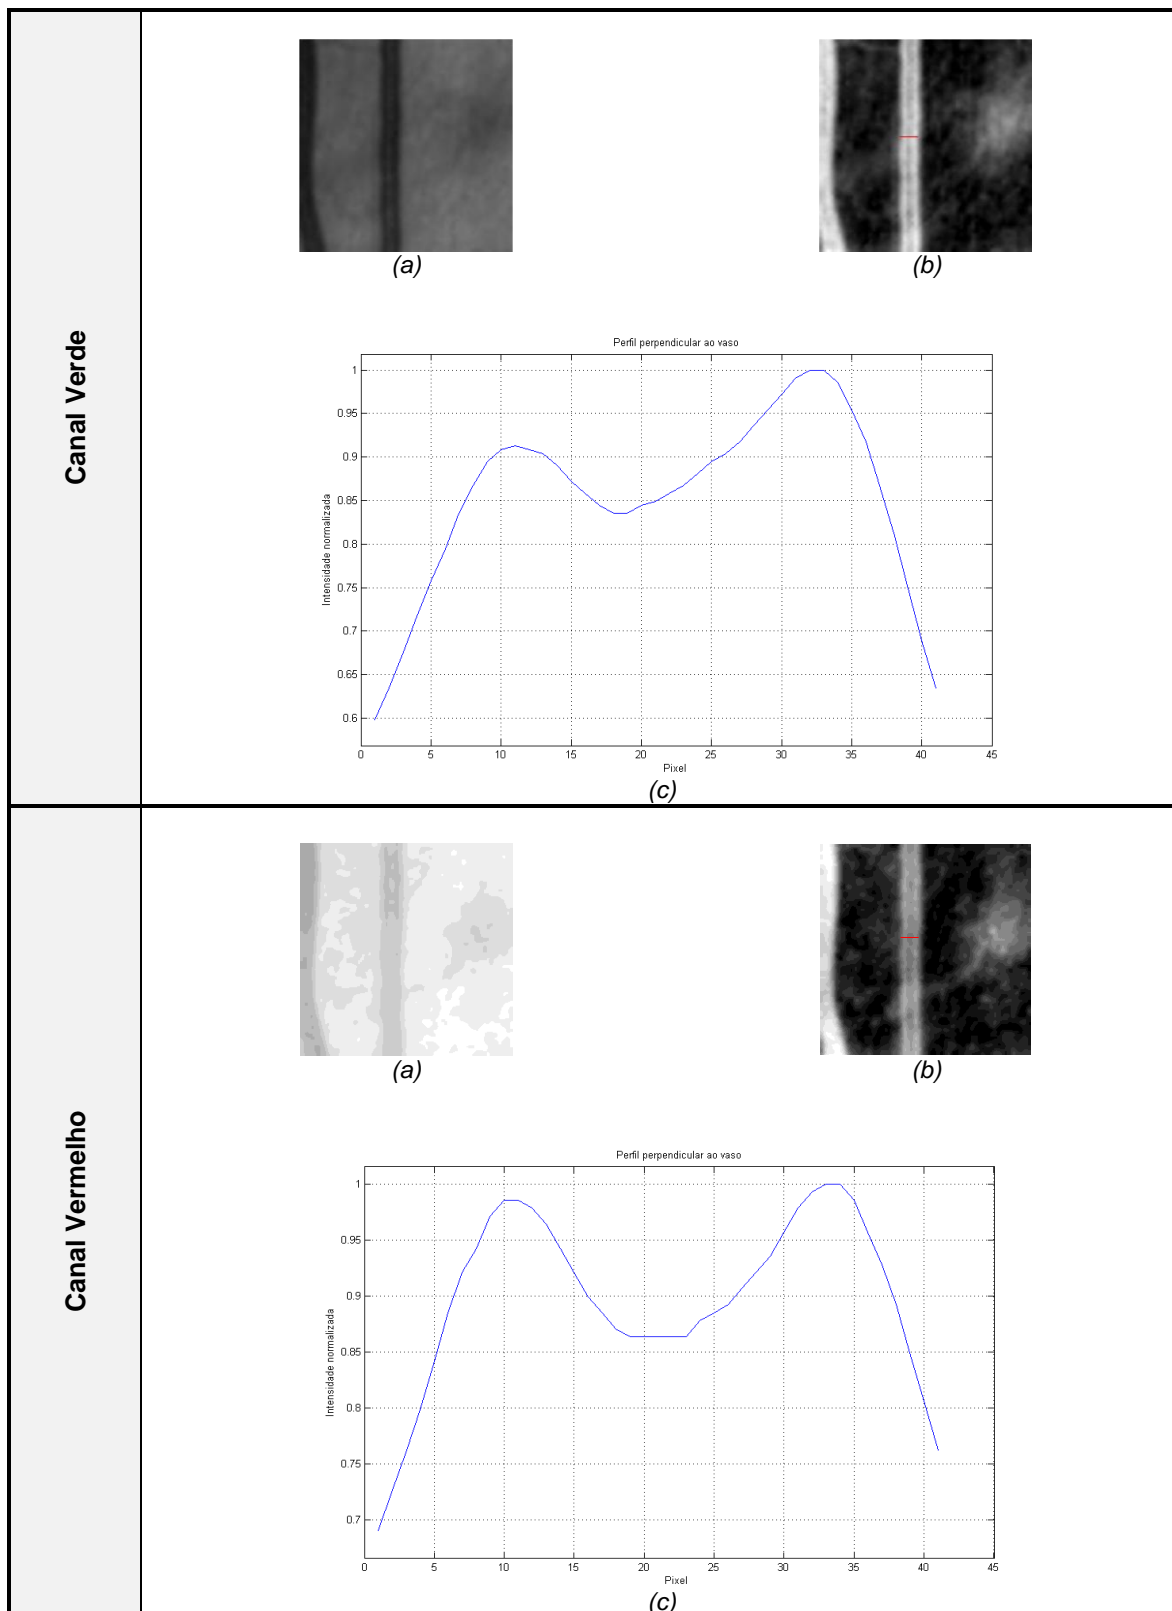 Canal Verde
(a)
(b)
Perfil perpendicular ao vaso
Intensidade normalizada
1
0.95
0.9
0.85
0.8
0.75
0.7
0.65
0.6
0 5 10 15 20 25 30 35 40 45
Pixel
(c)
Canal Vermelho
(a)
(b)
Perfil perpendicular ao vaso
Intensidade normalizada
1
0.95
0.9
0.85
0.8
0.75
0.7
0 5 10 15 20 25 30 35 40 45
Pixel
(c)